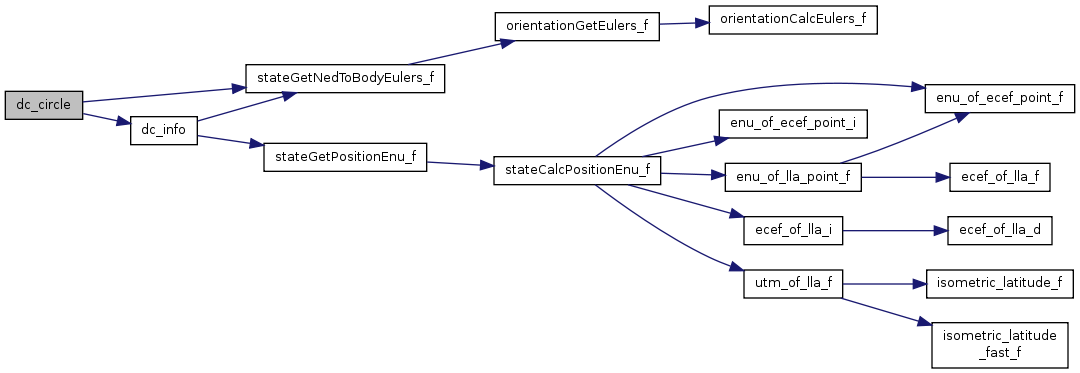 dc_circle
dc_info
stateGetNedToBodyEulers_f
orientationGetEulers_f
orientationCalcEulers_f
stateGetPositionEnu_f
stateCalcPositionEnu_f
enu_of_ecef_point_f
enu_of_ecef_point_i
enu_of_lla_point_f
ecef_of_lla_f
ecef_of_lla_i
ecef_of_lla_d
utm_of_lla_f
isometric_latitude_f
isometric_latitude
_fast_f